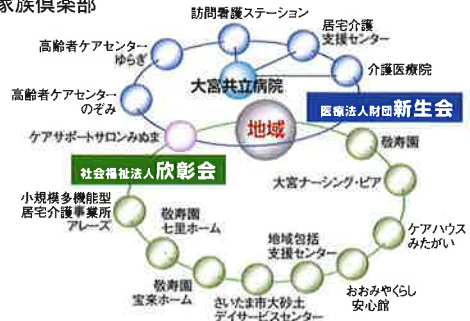 家族倶楽部
訪問看護ステーション
居宅介護
支援センター
高齢者ケアセンター
ゆらぎ
介護医療院
大宮共立病院
高齢者ケアセンター
のぞみ
医療法人財団 新生会
地域
ケアサポートサロンみぬま
敬寿園
社会福祉法人 欣彰会
大宮ナーシング・ピア
小規模多機能型
居宅介護事業所
アレーズ
敬寿園
七里ホーム
ケアハウス
みたがい
地域包括
支援センター
敬寿園
宝来ホーム
さいたま市大砂土
デイサービスセンター
おおみやくらし
安心館